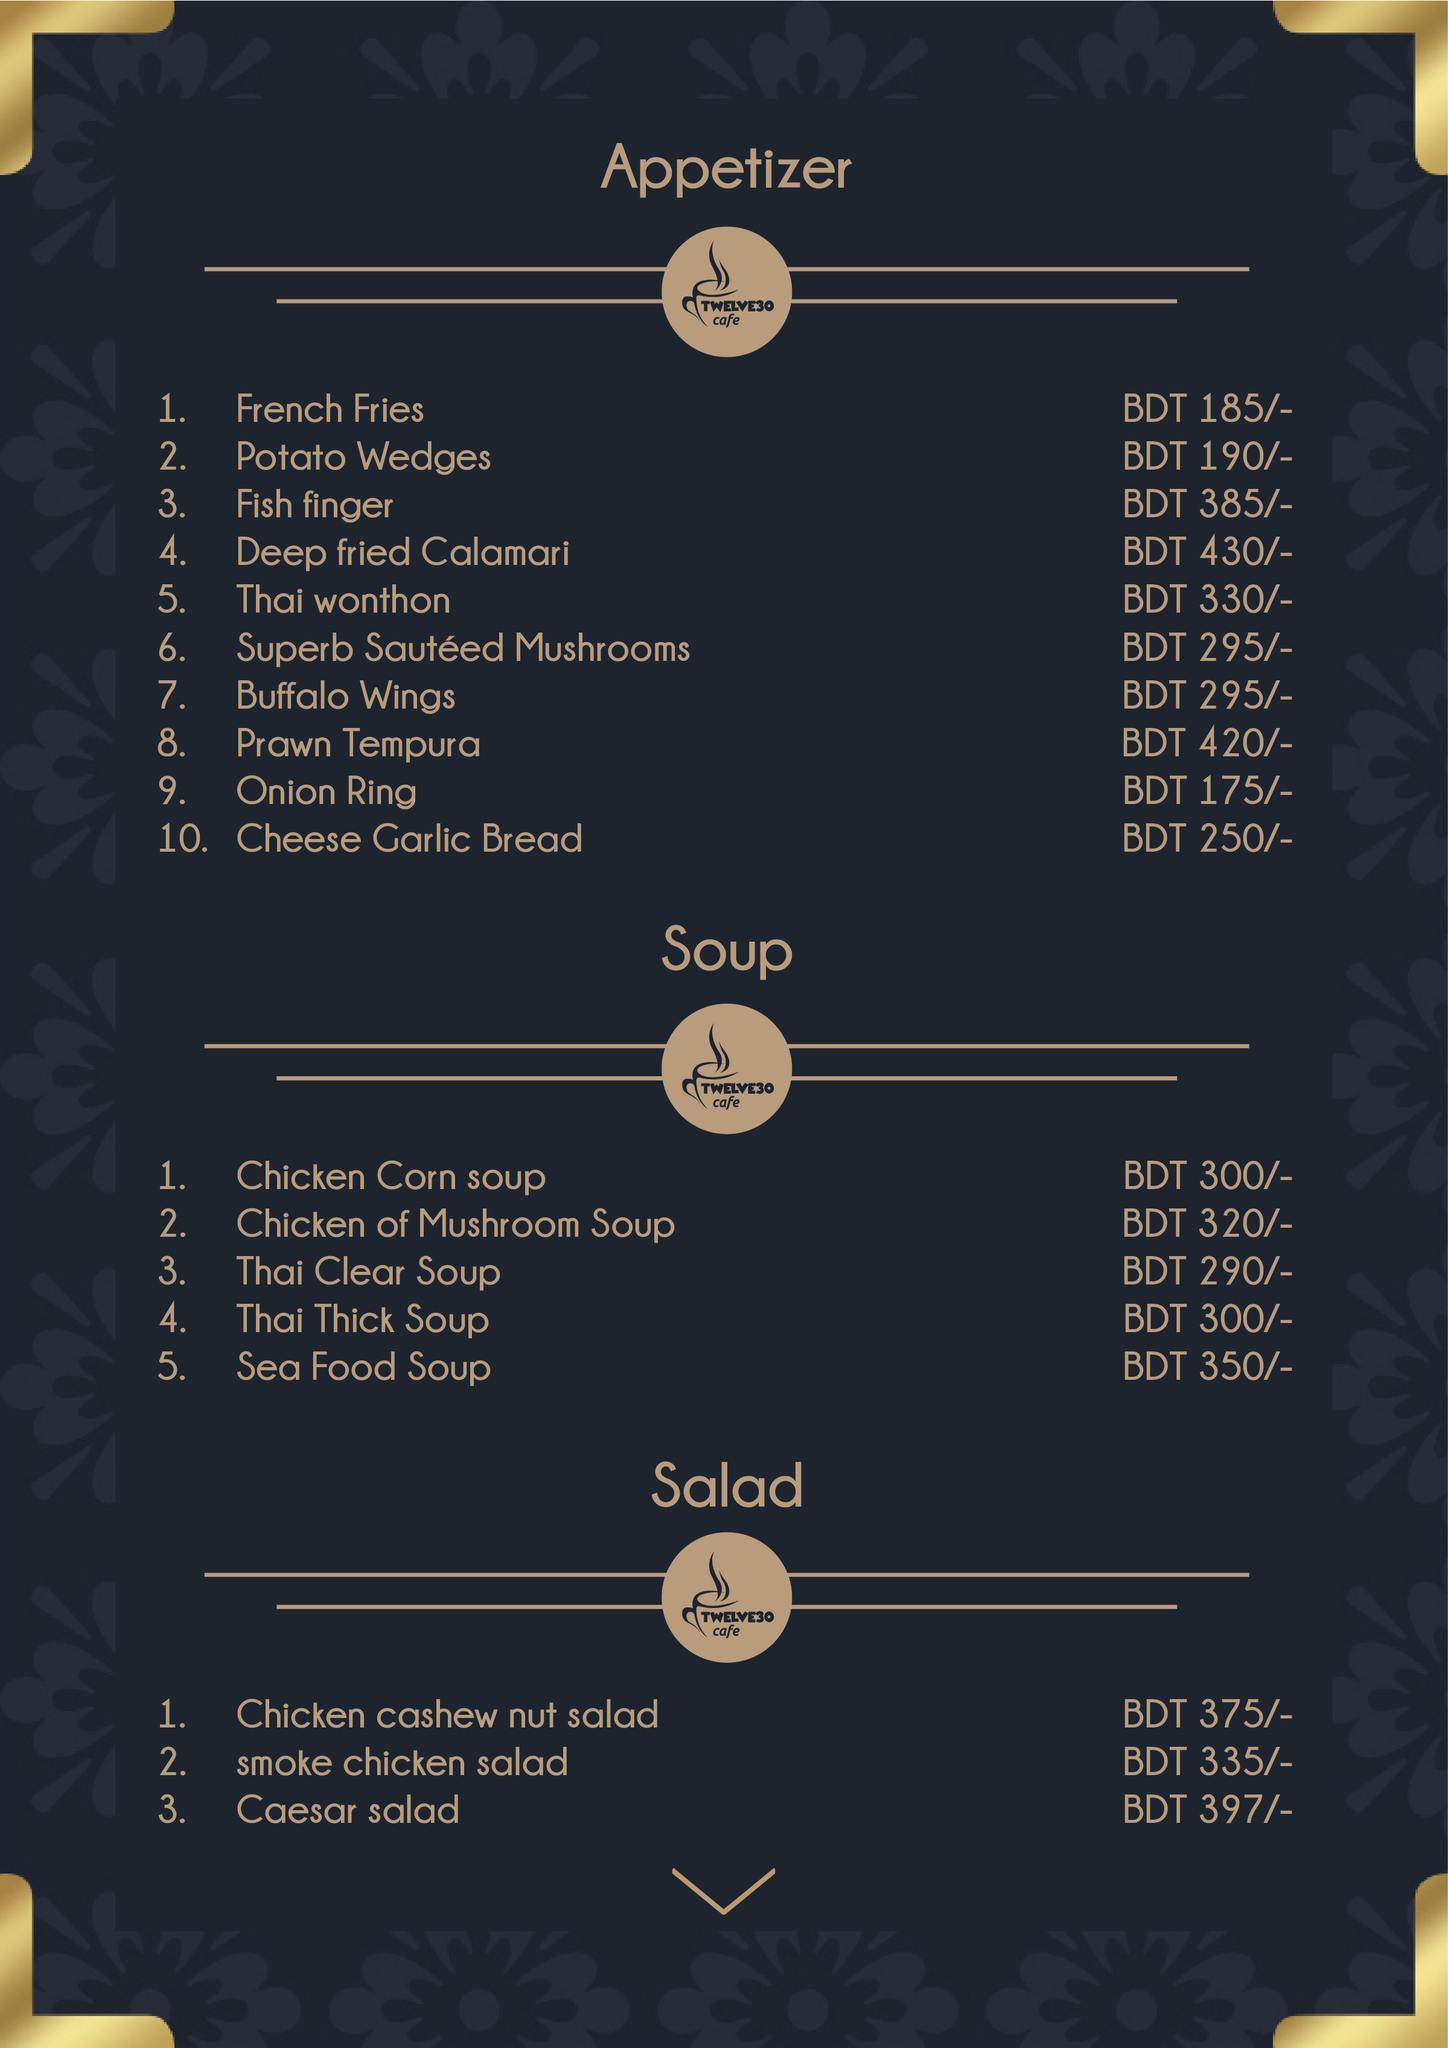 Appetizer
TWELVE30
cafe
1. French Fries BDT 185/-
2. Potato Wedges BDT 190/-
3. Fish finger BDT 385/-
4. Deep fried Calamari BDT 430/-
5. Thai wonthon BDT 330/-
6. Superb Sautéed Mushrooms BDT 295/-
7. Buffalo Wings BDT 295/-
8. Prawn Tempura BDT 420/-
9. Onion Ring BDT 175/-
10. Cheese Garlic Bread BDT 250/-
Soup
TWELVE30
cafe
1. Chicken Corn soup BDT 300/-
2. Chicken of Mushroom Soup BDT 320/-
3. Thai Clear Soup BDT 290/-
4. Thai Thick Soup BDT 300/-
5. Sea Food Soup BDT 350/-
Salad
TWELVE30
cafe
1. Chicken cashew nut salad BDT 375/-
2. smoke chicken salad BDT 335/-
3. Caesar salad BDT 397/-